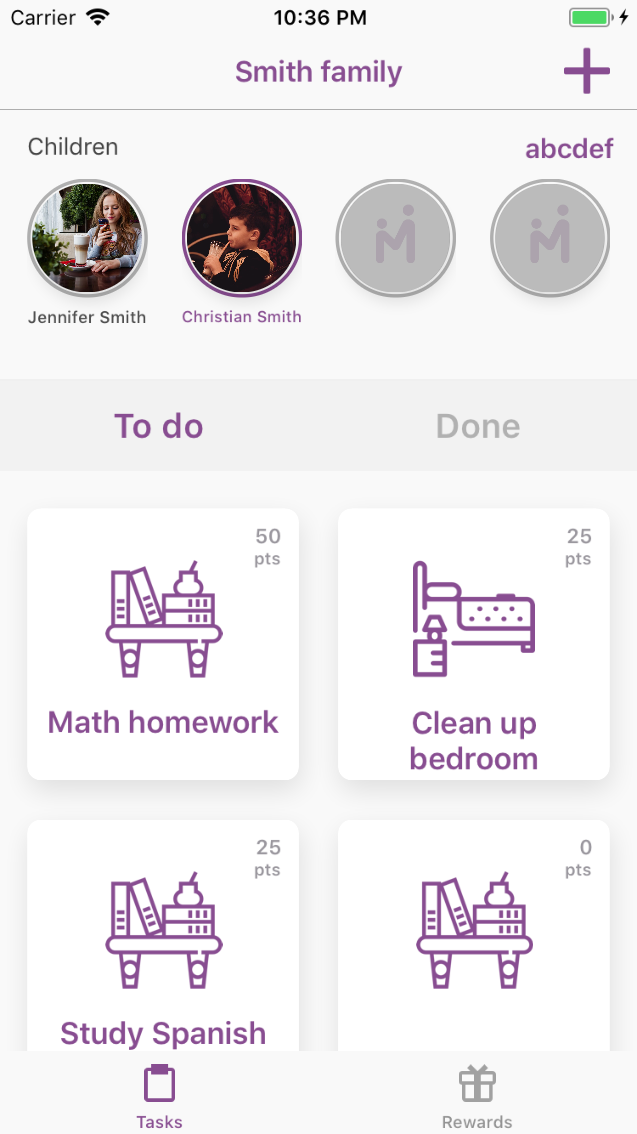 Carrier 10:36 PM
Smith family
Children
abcdef
Jennifer Smith
Christian Smith
To do
Done
50
pts
Math homework
25
pts
Clean up
bedroom
25
pts
Study Spanish
0
pts
Tasks
Rewards